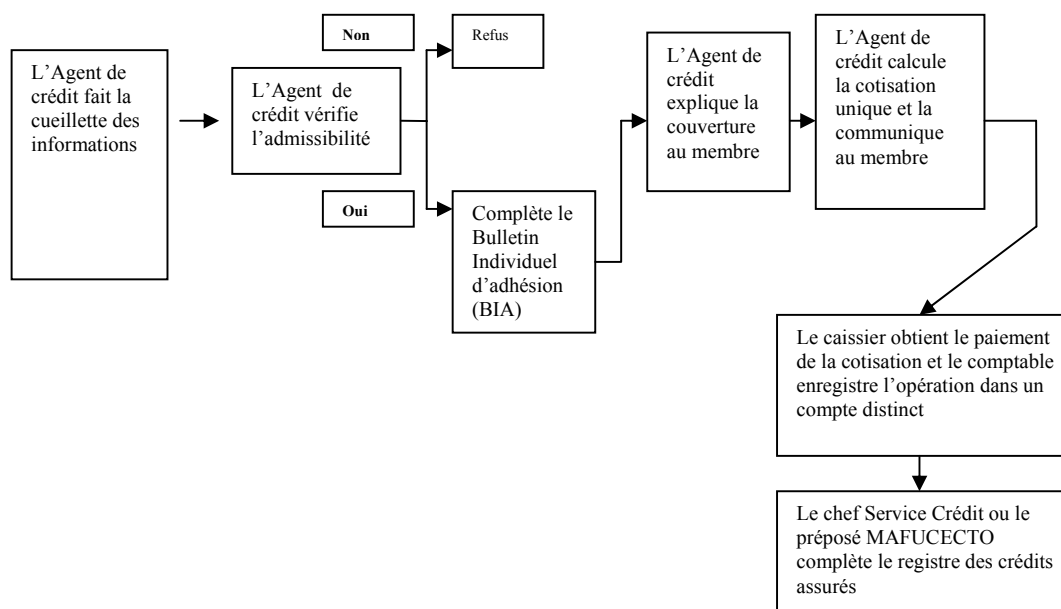 L’Agent de
crédit fait la
cueillette des
informations
L’Agent  de
crédit vérifie
l’admissibilité
Non
Refus
Oui
Complète le
Bulletin
Individuel
d’adhésion
(BIA)
L’Agent de
crédit
explique la
couverture
au membre
L’Agent de
crédit calcule
la cotisation
unique et la
communique
au membre
Le caissier obtient le paiement
de la cotisation et le comptable
enregistre l’opération dans un
compte distinct
Le chef Service Crédit ou le
préposé MAFUCECTO
complète le registre des crédits
assurés